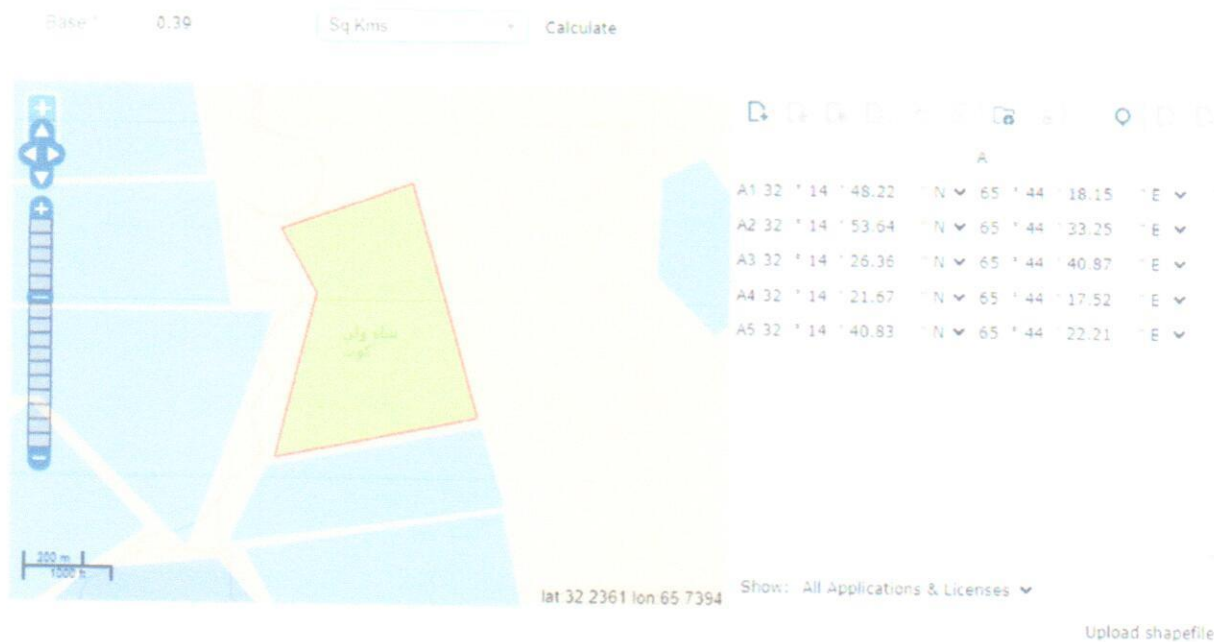 Base * 0.39 Sq Kms Calculate
A
A1 32 ° 14 ' 48.22 " N 65 ° 44 ' 18.15 " E
A2 32 ° 14 ' 53.64 " N 65 ° 44 ' 33.25 " E
A3 32 ° 14 ' 26.36 " N 65 ° 44 ' 40.87 " E
A4 32 ° 14 ' 21.67 " N 65 ° 44 ' 17.52 " E
A5 32 ° 14 ' 40.83 " N 65 ° 44 ' 22.21 " E
شاه ولی
کوت
200 m
1000 ft
lat 32.2361 lon 65.7394
Show: All Applications & Licenses
Upload shapefile